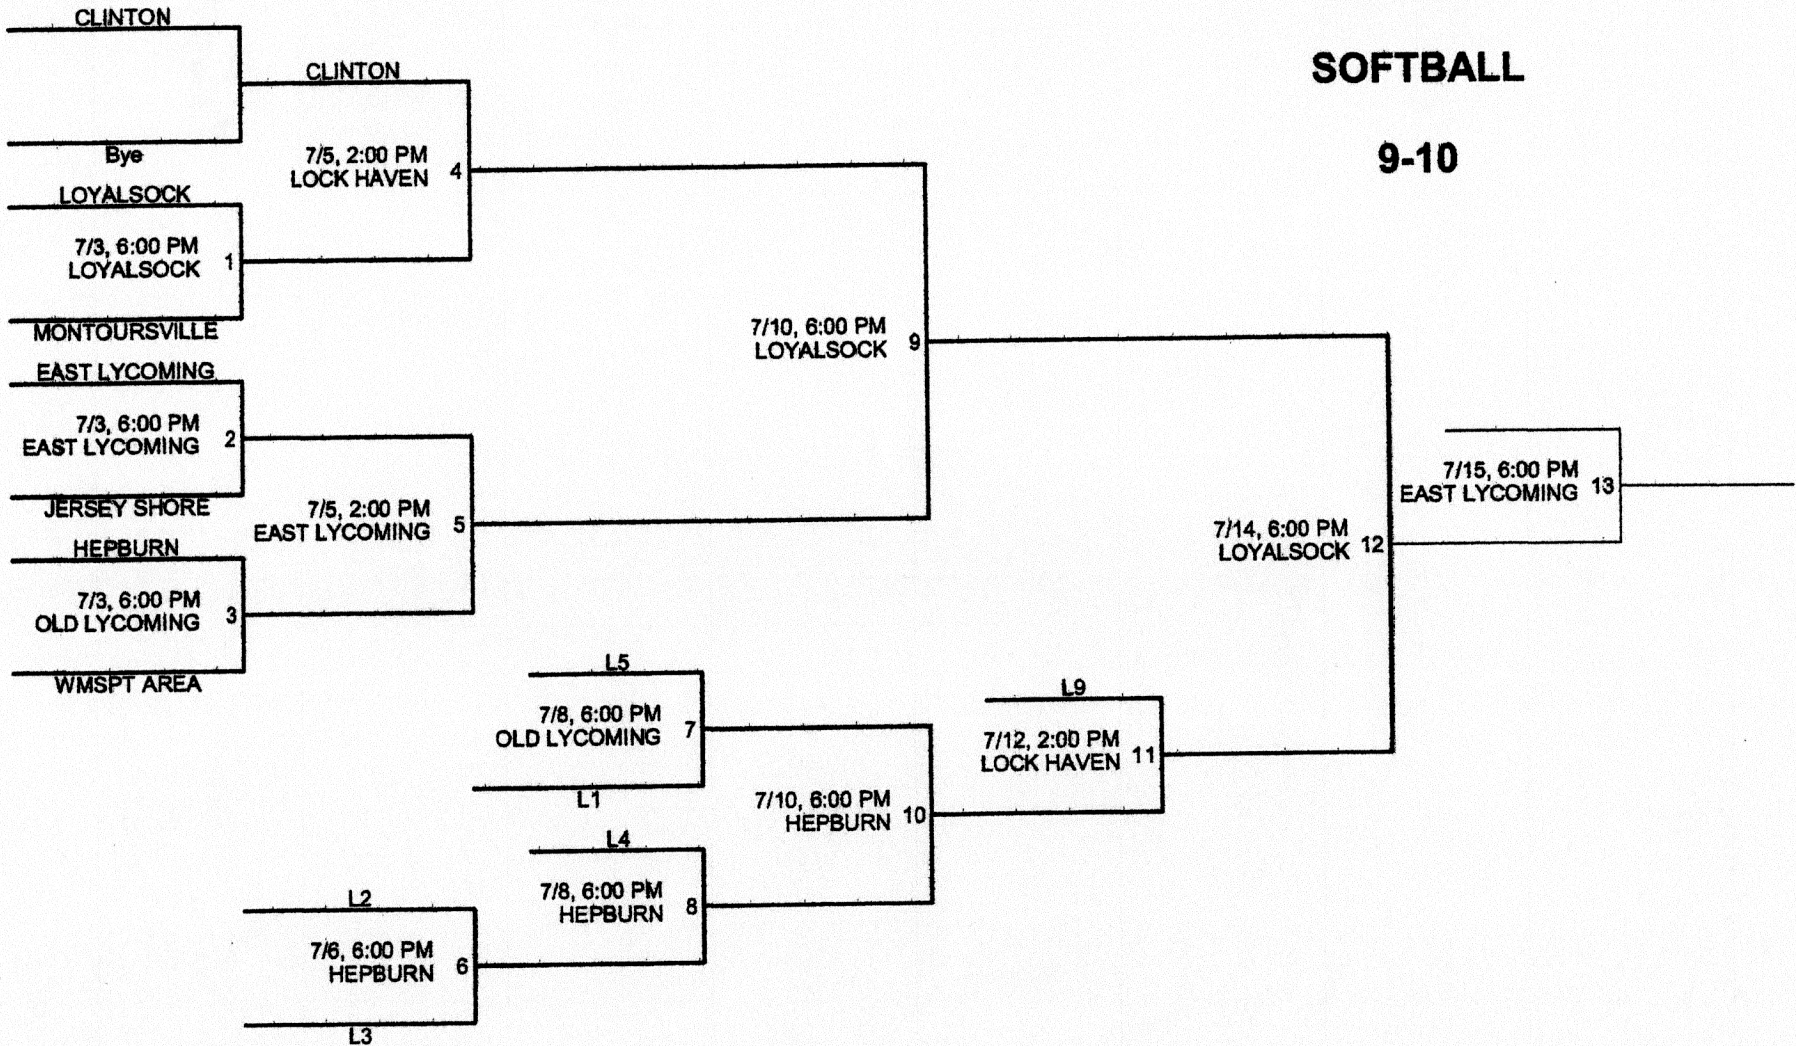 CLINTON
SOFTBALL
9-10
CLINTON
Bye
7/5, 2:00 PM
LOCK HAVEN 4
LOYALSOCK
7/3, 6:00 PM
LOYALSOCK 1
MONTOURSVILLE
7/10, 6:00 PM
LOYALSOCK 9
EAST LYCOMING
7/3, 6:00 PM
EAST LYCOMING 2
JERSEY SHORE
7/5, 2:00 PM
EAST LYCOMING 5
7/15, 6:00 PM
EAST LYCOMING 13
7/14, 6:00 PM
LOYALSOCK 12
HEPBURN
7/3, 6:00 PM
OLD LYCOMING 3
WMSPT AREA
L5
7/8, 6:00 PM
OLD LYCOMING 7
L1
L9
7/12, 2:00 PM
LOCK HAVEN 11
7/10, 6:00 PM
HEPBURN 10
L4
7/8, 6:00 PM
HEPBURN 8
L2
7/6, 6:00 PM
HEPBURN 6
L3